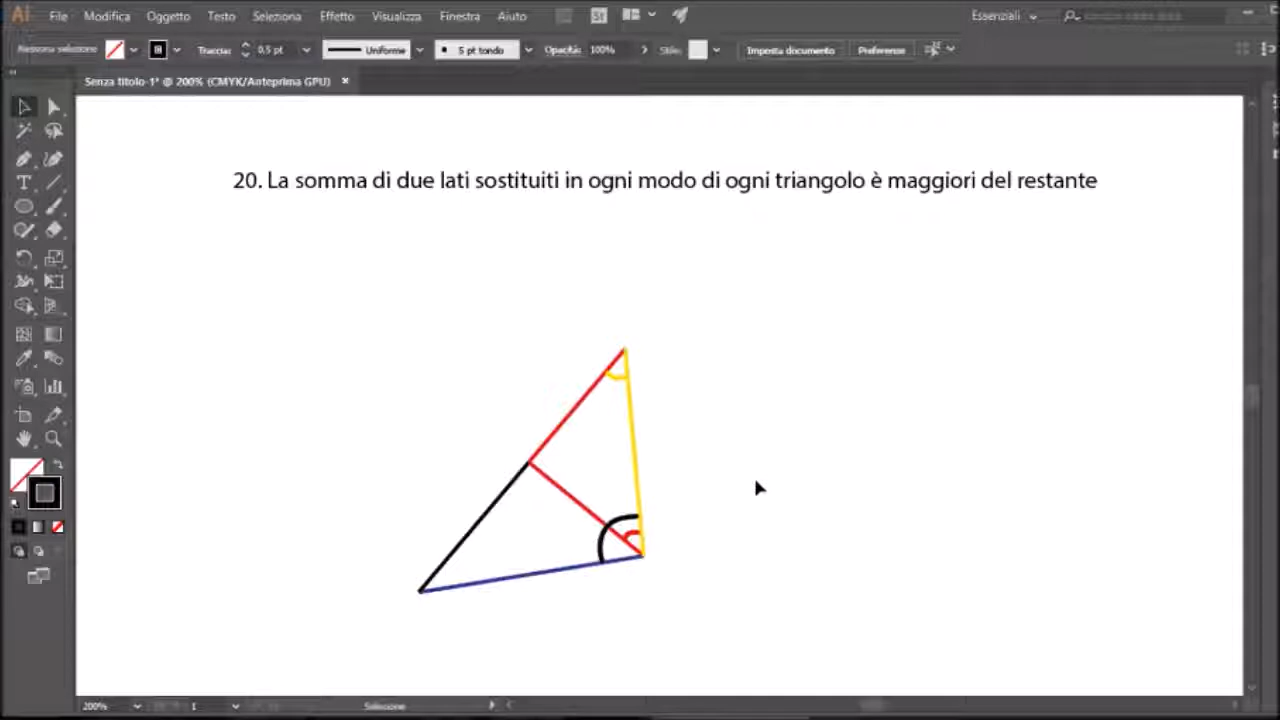 Ai File Modifica Oggetto Testo Seleziona Effetto Visualizza Finestra Aiuto St Essenziali
Nessuna selezione Traccia: 0,5 pt Uniforme 5 pt tondo Opacità: 100% Stile: Imposta documento Preferenze
Senza titolo-1* @ 200% (CMYK/Anteprima GPU) ×
20. La somma di due lati sostituiti in ogni modo di ogni triangolo è maggiori del restante
200% 1 Selezione